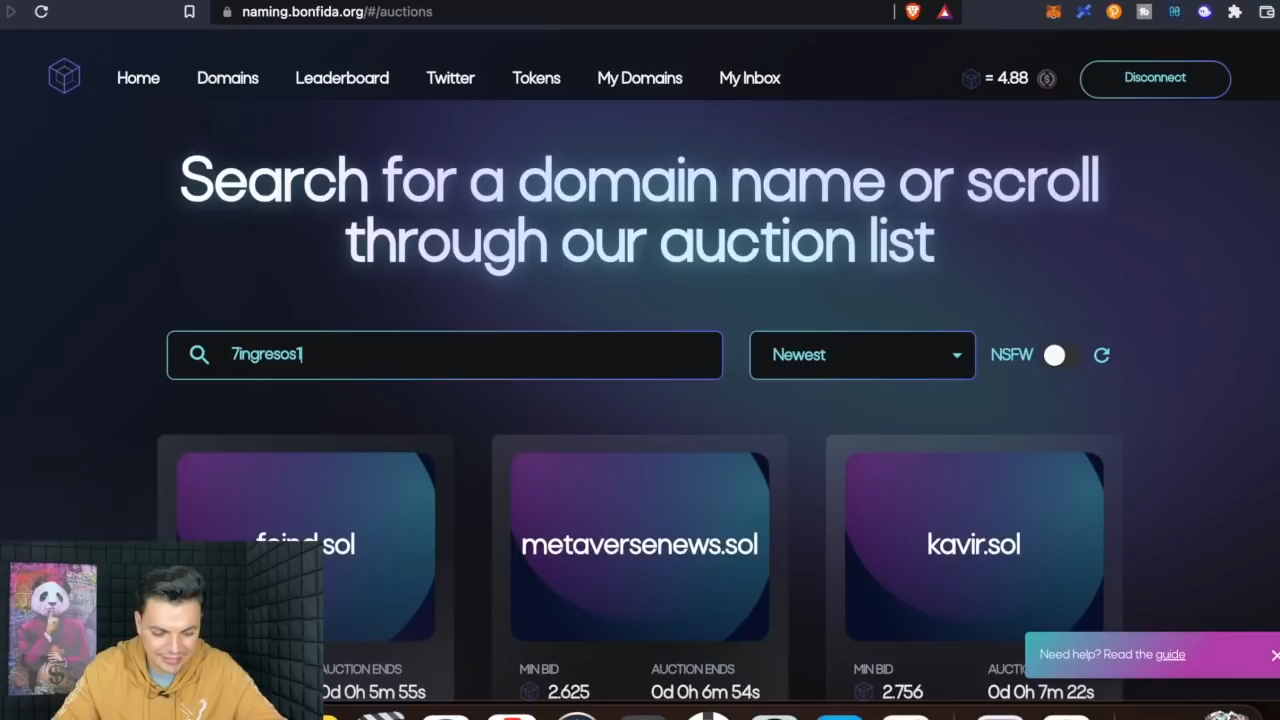 naming.bonfida.org/#/auctions
Home Domains Leaderboard Twitter Tokens My Domains My Inbox = 4.88 Disconnect
Search for a domain name or scroll
through our auction list
7ingresos1
Newest
NSFW
.sol
metaversenews.sol
kavir.sol
Need help? Read the guide
AUCTION ENDS
0d 0h 5m 55s
MIN BID
2.625
AUCTION ENDS
0d 0h 6m 54s
MIN BID
2.756
0d 0h 7m 22s